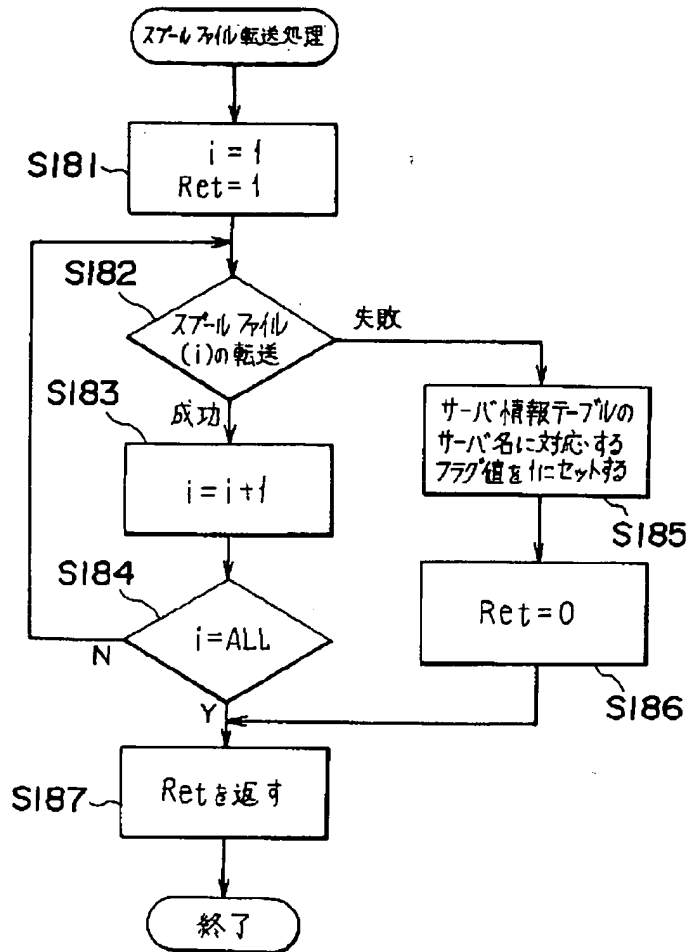 スプールファイル転送処理
S181
i = 1
Ret = 1
S182
スプールファイル
(i)の転送
失敗
成功
S183
i = i+1
サーバ情報テーブルの
サーバ名に対応する
フラグ値を1にセットする
S185
S184
i=ALL
N
Y
Ret=0
S186
S187
Retを返す
終了